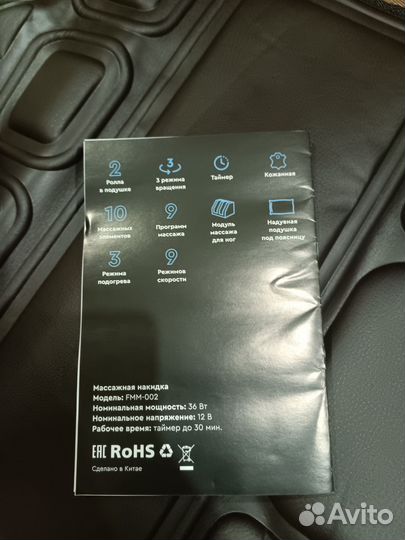 2
Ролла
в подушке
3
3 режима
вращения
Таймер
Кожанная
10
Массажных
элементов
9
Программ
массажа
Модуль
массажа
для ног
Надувная
подушка
под поясницу
3
Режима
подогрева
9
Режимов
скорости
Массажная накидка
Модель: FMM-002
Номинальная мощность: 36 Вт
Номинальное напряжение: 12 В
Рабочее время: таймер до 30 мин.
EAC RoHS
Сделано в Китае
Avito